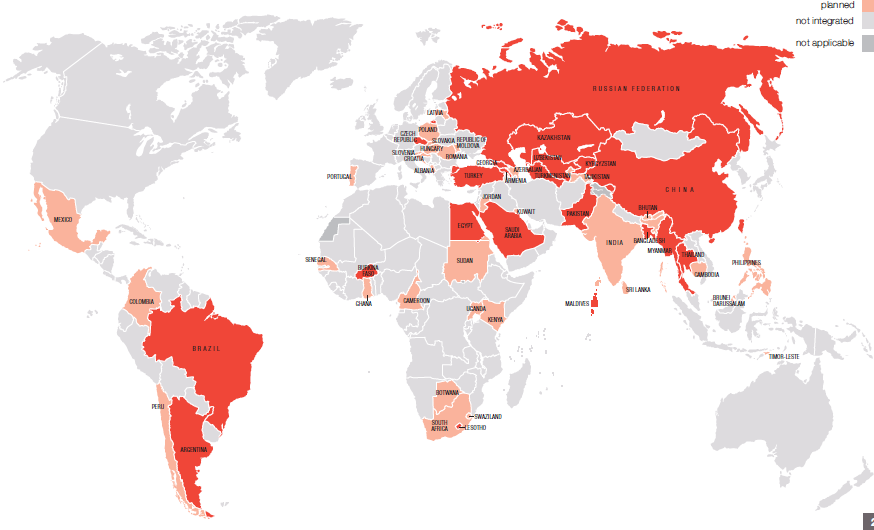 planned
not integrated
not applicable
RUSSIAN FEDERATION
LATVIA
POLAND
CZECH
REPUBLIC
SLOVAKIA
REPUBLIC OF
MOLDOVA
HUNGARY
SLOVENIA
CROATIA
ROMANIA
ALBANIA
PORTUGAL
GEORGIA
TURKEY
ARMENIA
AZERBAIJAN
KAZAKHSTAN
UZBEKISTAN
TURKMENISTAN
KYRGYZSTAN
TAJIKISTAN
CHINA
JORDAN
KUWAIT
PAKISTAN
BHUTAN
MEXICO
EGYPT
SAUDI
ARABIA
INDIA
BANGLADESH
MYANMAR
THAILAND
SENEGAL
BURKINA
FASO
SUDAN
PHILIPPINES
CAMBODIA
SRI LANKA
COLOMBIA
GHANA
CAMEROON
UGANDA
KENYA
MALDIVES
BRUNEI
DARUSSALAM
BRAZIL
TIMOR-LESTE
PERU
BOTWANA
SWAZILAND
SOUTH
AFRICA
LESOTHO
ARGENTINA